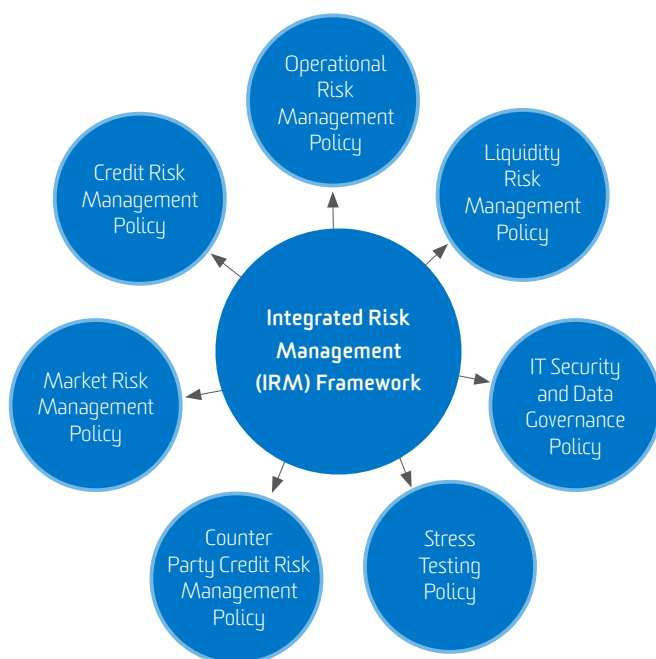 Operational
Risk
Management
Policy
Liquidity
Risk
Management
Policy
Credit Risk
Management
Policy
Integrated Risk
Management
(IRM) Framework
IT Security
and Data
Governance
Policy
Market Risk
Management
Policy
Counter
Party Credit Risk
Management
Policy
Stress
Testing
Policy